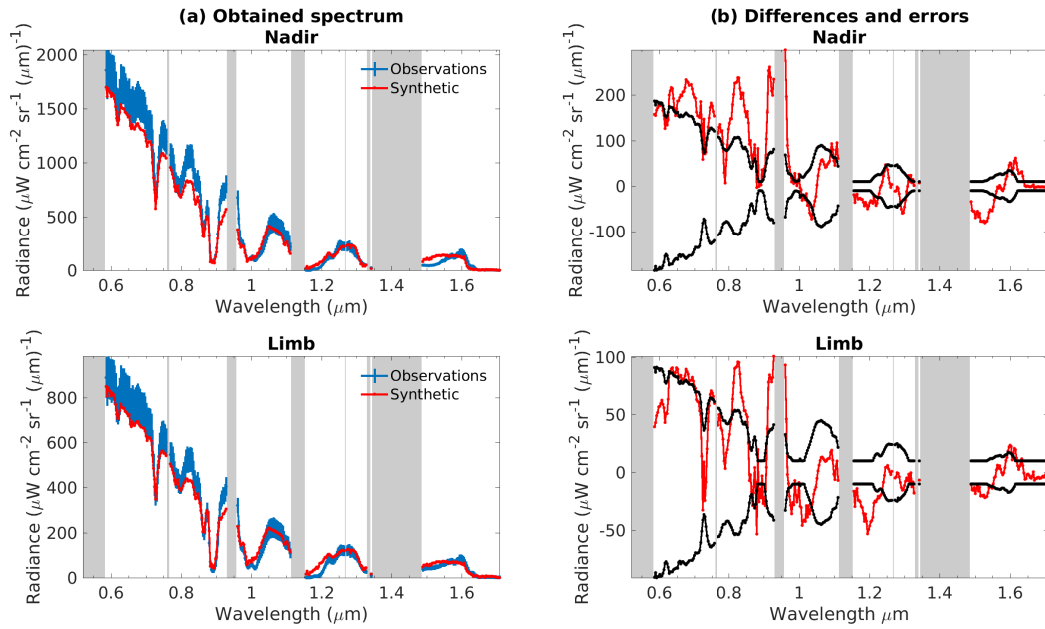 (a) Obtained spectrum
Nadir
Radiance (μW cm-2 sr-1 (μm)-1)
2000
1500
1000
500
0
Observations
Synthetic
0.6 0.8 1 1.2 1.4 1.6
Wavelength (μm)
(b) Differences and errors
Nadir
Radiance (μW cm-2 sr-1 (μm)-1)
200
100
0
-100
0.6 0.8 1 1.2 1.4 1.6
Wavelength (μm)
Limb
Radiance (μW cm-2 sr-1 (μm)-1)
800
600
400
200
0
Observations
Synthetic
0.6 0.8 1 1.2 1.4 1.6
Wavelength (μm)
Limb
Radiance (μW cm-2 sr-1 (μm)-1)
100
50
0
-50
0.6 0.8 1 1.2 1.4 1.6
Wavelength μm